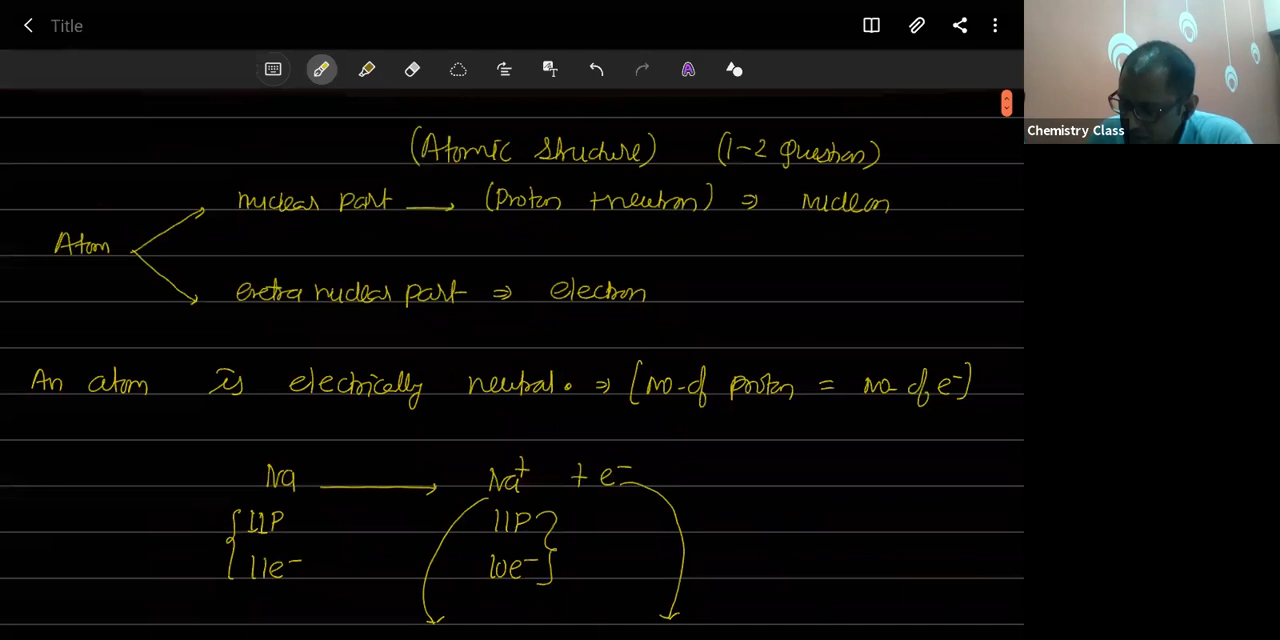 Title
Chemistry Class
(Atomic structure) (1-2 question)
nuclear part → (Proton + neutron) ⇒ nucleon
Atom
extra nuclear part ⇒ electron
An atom is electrically neutral. ⇒ [no. of proton = no of e⁻]
Na → Na⁺ + e⁻
{11P 11P}
{11e⁻ 10e⁻}